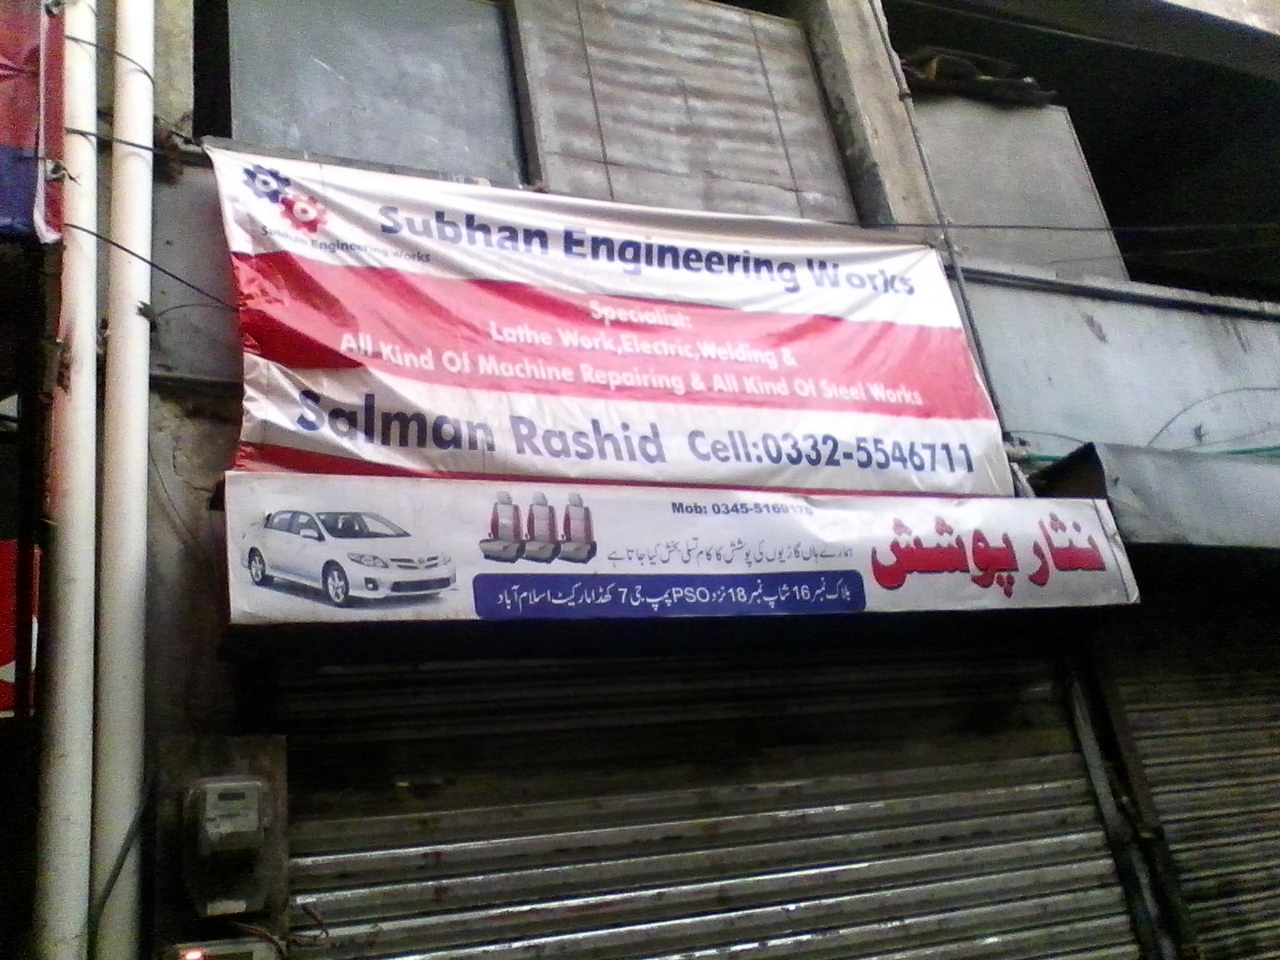 Subhan Engineering Works
Subhan Engineering Works
Specialist:
Lathe Work,Electric,Welding &
All Kind Of Machine Repairing & All Kind Of Steel Works
Salman Rashid Cell:0332-5546711
Mob:
نثار پوشش
ہمارے ہاں گاڑیوں کی پوشش کا کام تسلی بخش کیا جاتا ہے
بلاک نمبر 16 شاپ نمبر 18 نزد PSO پمپ جی 7 کھڈا مارکیٹ اسلام آباد